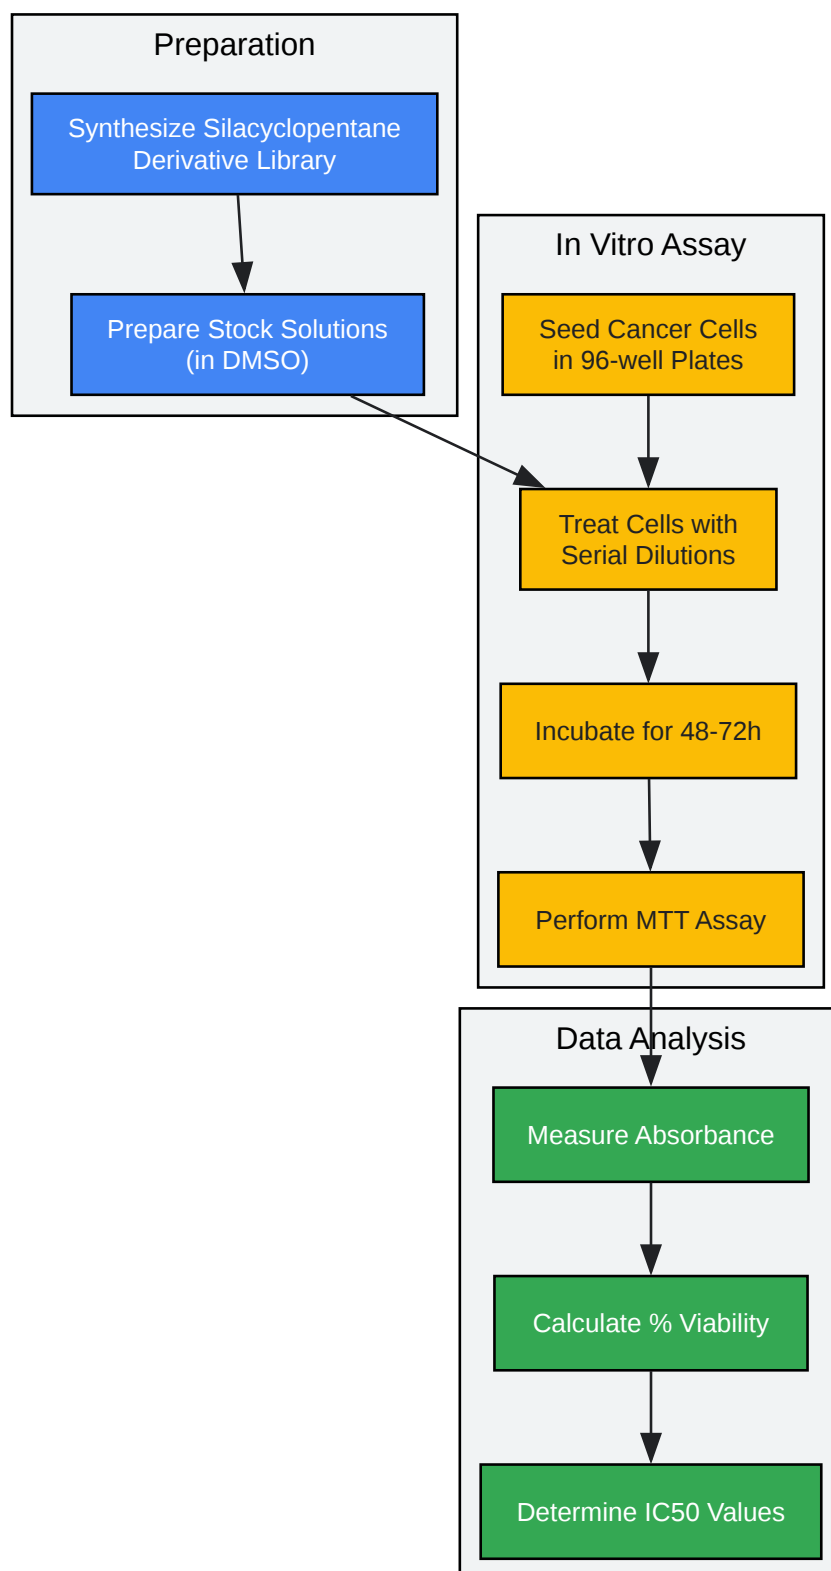 Preparation
Synthesize Silacyclopentane
Derivative Library
Prepare Stock Solutions
(in DMSO)
In Vitro Assay
Seed Cancer Cells
in 96-well Plates
Treat Cells with
Serial Dilutions
Incubate for 48-72h
Perform MTT Assay
Data Analysis
Measure Absorbance
Calculate % Viability
Determine IC50 Values